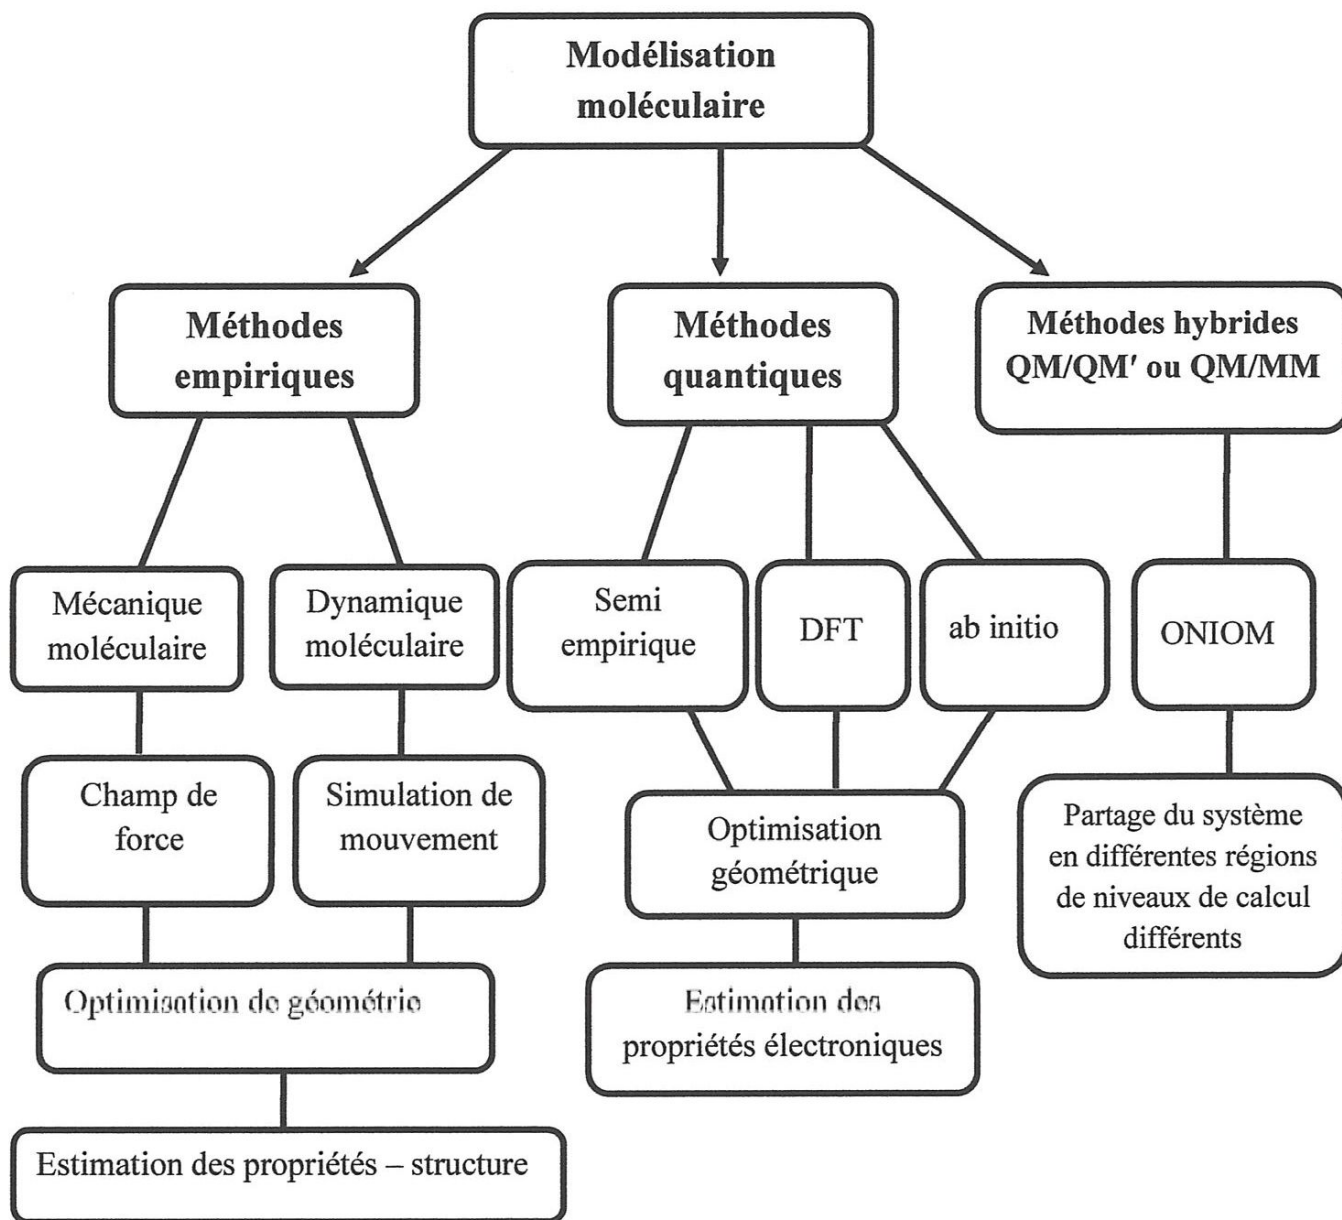 Modélisation
moléculaire
Méthodes
empiriques
Méthodes
quantiques
Méthodes hybrides
QM/QM′ ou QM/MM
Mécanique
moléculaire
Dynamique
moléculaire
Semi
empirique
DFT
ab initio
ONIOM
Champ de
force
Simulation de
mouvement
Optimisation
géométrique
Partage du système
en différentes régions
de niveaux de calcul
différents
Optimisation de géométrie
Estimation des
propriétés électroniques
Estimation des propriétés – structure